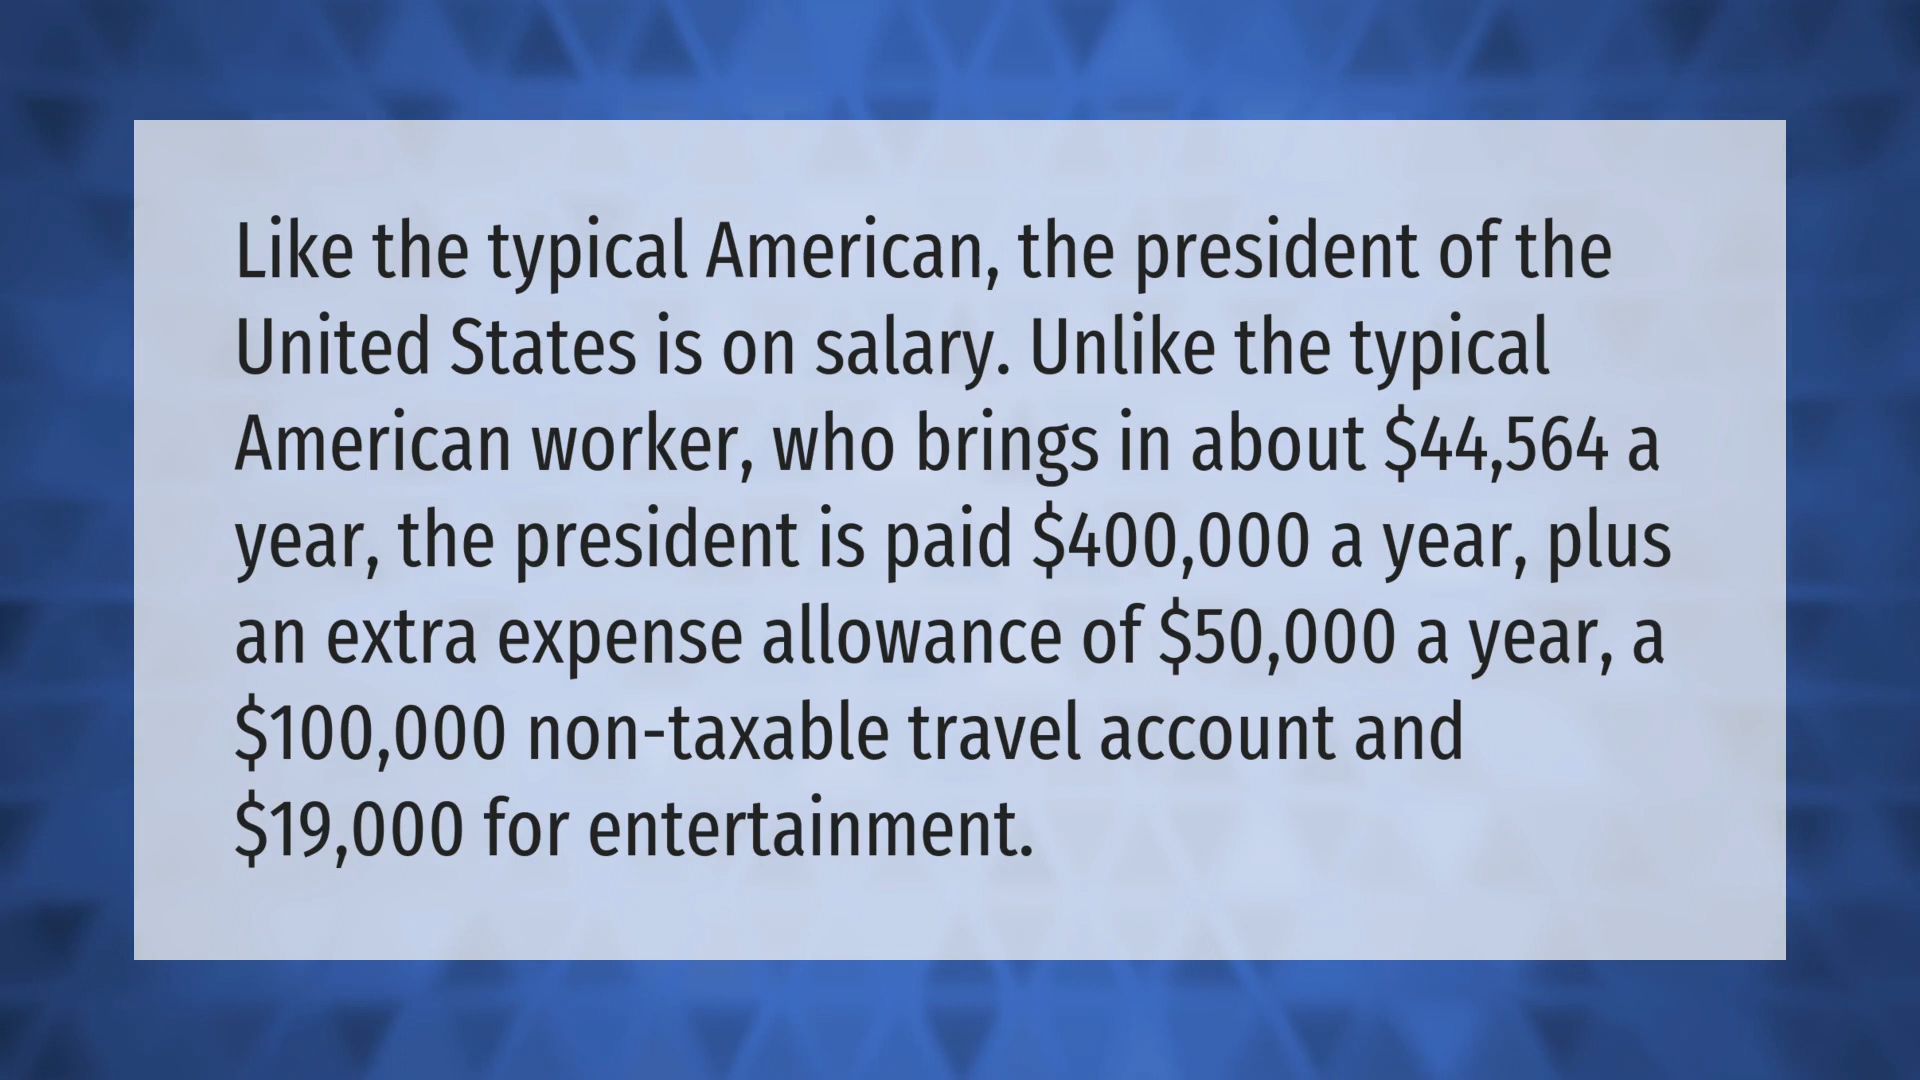 Like the typical American, the president of the
United States is on salary. Unlike the typical
American worker, who brings in about $44,564 a
year, the president is paid $400,000 a year, plus
an extra expense allowance of $50,000 a year, a
$100,000 non-taxable travel account and
$19,000 for entertainment.